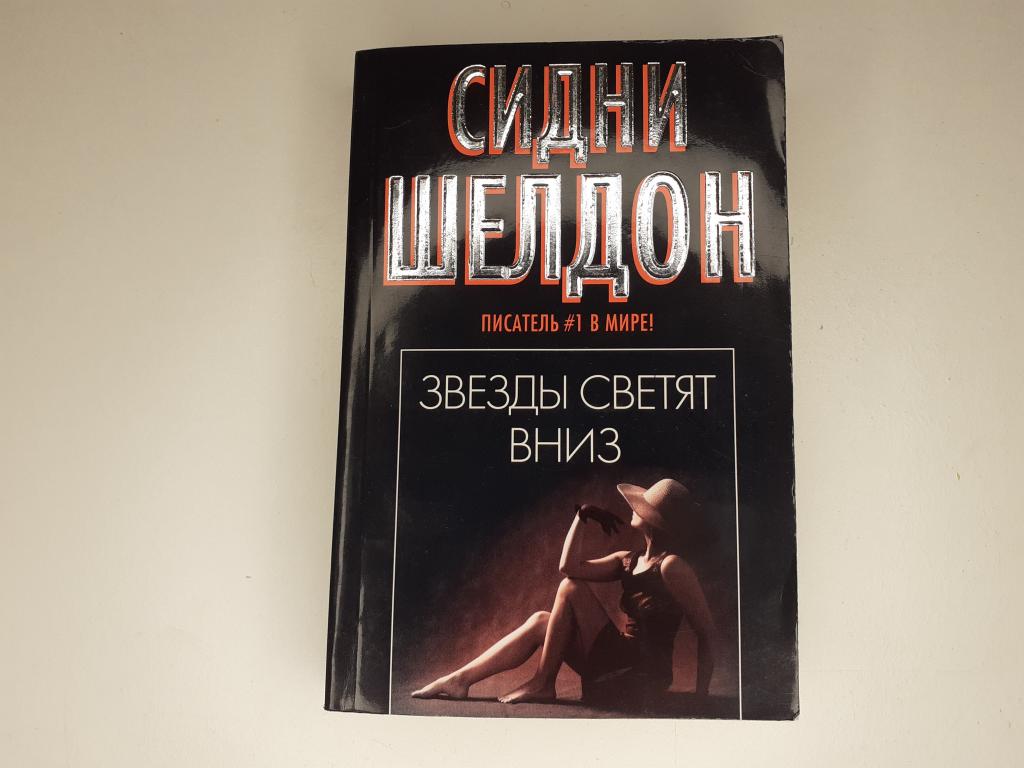 СИДНИ
ШЕЛДОН
ПИСАТЕЛЬ #1 В МИРЕ!
ЗВЕЗДЫ СВЕТЯТ
ВНИЗ